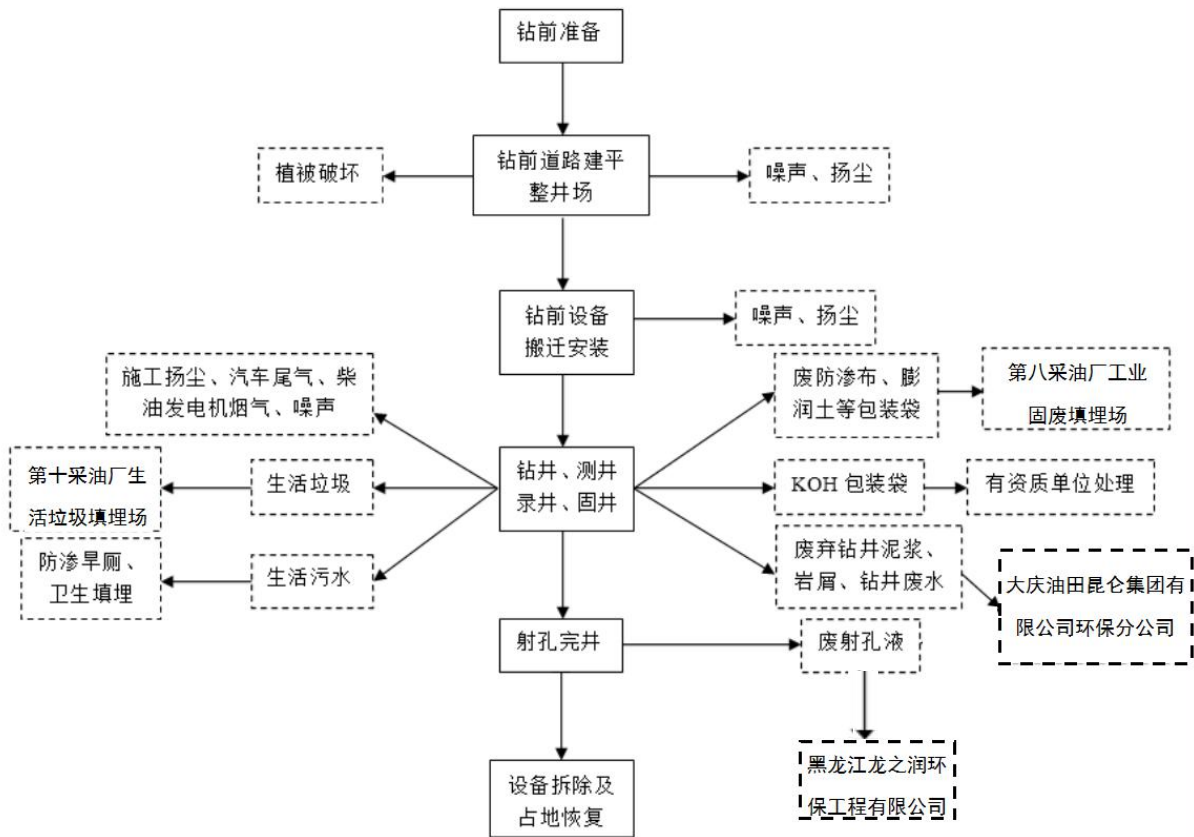 钻前准备
植被破坏
钻前道路建平
整井场
噪声、扬尘
钻前设备
搬迁安装
噪声、扬尘
施工扬尘、汽车尾气、柴
油发电机烟气、噪声
废防渗布、膨
润土等包装袋
第八采油厂工业
固废填埋场
第十采油厂生
活垃圾填埋场
生活垃圾
钻井、测井
录井、固井
KOH 包装袋
有资质单位处理
防渗旱厕、
卫生填埋
生活污水
废弃钻井泥浆、
岩屑、钻井废水
大庆油田昆仑集团有
限公司环保分公司
射孔完井
废射孔液
黑龙江龙之润环
保工程有限公司
设备拆除及
占地恢复